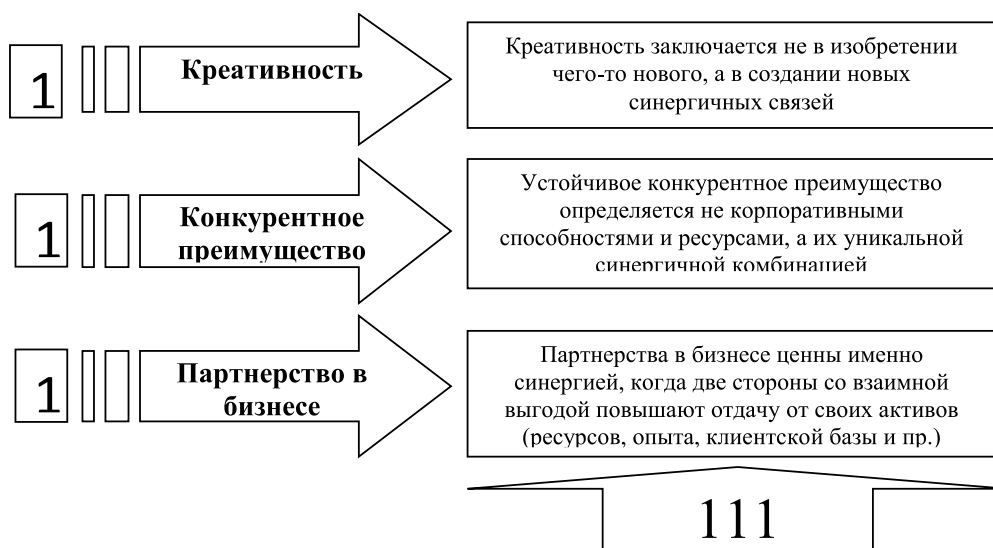 1
Креативность
Креативность заключается не в изобретении
чего-то нового, а в создании новых
синергичных связей
1
Конкурентное
преимущество
Устойчивое конкурентное преимущество
определяется не корпоративными
способностями и ресурсами, а их уникальной
синергичной комбинацией
1
Партнерство в
бизнесе
Партнерства в бизнесе ценны именно
синергией, когда две стороны со взаимной
выгодой повышают отдачу от своих активов
(ресурсов, опыта, клиентской базы и пр.)
111